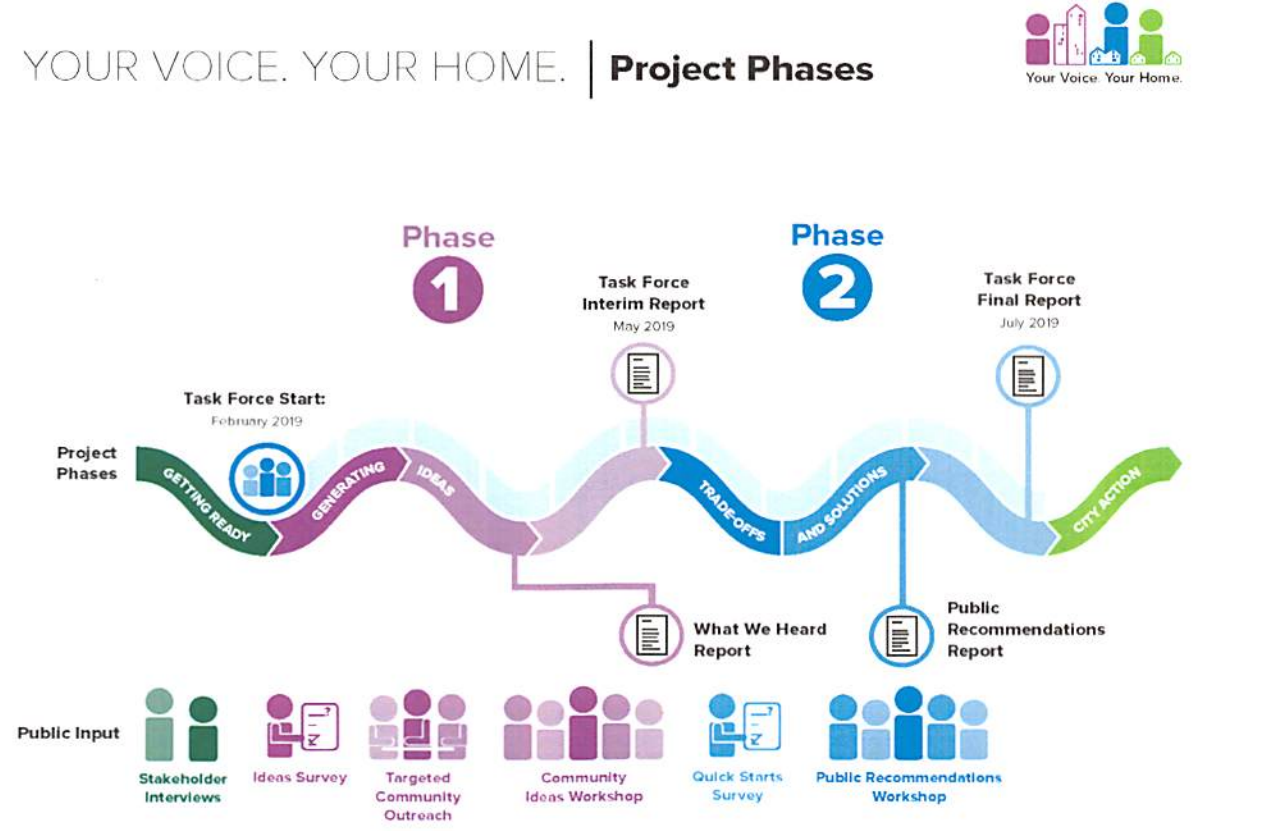 YOUR VOICE. YOUR HOME. | Project Phases
Your Voice. Your Home.
Phase
1
Phase
2
Task Force
Interim Report
May 2019
Task Force
Final Report
July 2019
Task Force Start:
February 2019
Project
Phases
GETTING READY
GENERATING
IDEAS
TRADE-OFFS
AND SOLUTIONS
CITY ACTION
What We Heard
Report
Public
Recommendations
Report
Public Input
Stakeholder
Interviews
Ideas Survey
Targeted
Community
Outreach
Community
Ideas Workshop
Quick Starts
Survey
Public Recommendations
Workshop